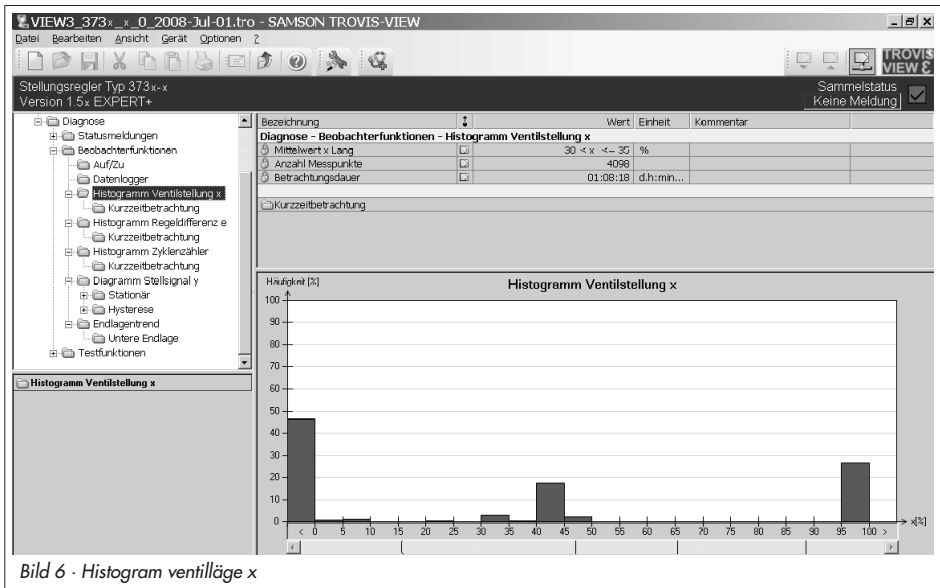 VIEW3_373x_x_0_2008-Jul-01.tro - SAMSON TROVIS-VIEW
Datei Bearbeiten Ansicht Gerät Optionen ?
TROVIS
VIEW 3
Stellungsregler Typ 373x-x
Version 1.5x EXPERT+
Sammelstatus
Keine Meldung
Diagnose
Statusmeldungen
Beobachterfunktionen
Auf/Zu
Datenlogger
Histogramm Ventilstellung x
Kurzzeitbetrachtung
Histogramm Regeldifferenz e
Kurzzeitbetrachtung
Histogramm Zyklenzähler
Kurzzeitbetrachtung
Diagramm Stellsignal y
Stationär
Hysterese
Endlagentrend
Untere Endlage
Testfunktionen
Histogramm Ventilstellung x
Bezeichnung Wert Einheit Kommentar
Diagnose - Beobachterfunktionen - Histogramm Ventilstellung x
Mittelwert x Lang 30 < x <= 35 %
Anzahl Messpunkte 4098
Betrachtungsdauer 01:08:18 d.h:min...
Kurzzeitbetrachtung
Häufigkeit [%] Histogramm Ventilstellung x
100
90
80
70
60
50
40
30
20
10
0
< 0 5 10 15 20 25 30 35 40 45 50 55 60 65 70 75 80 85 90 95 100 > x[%]
Bild 6 · Histogram ventilläge x